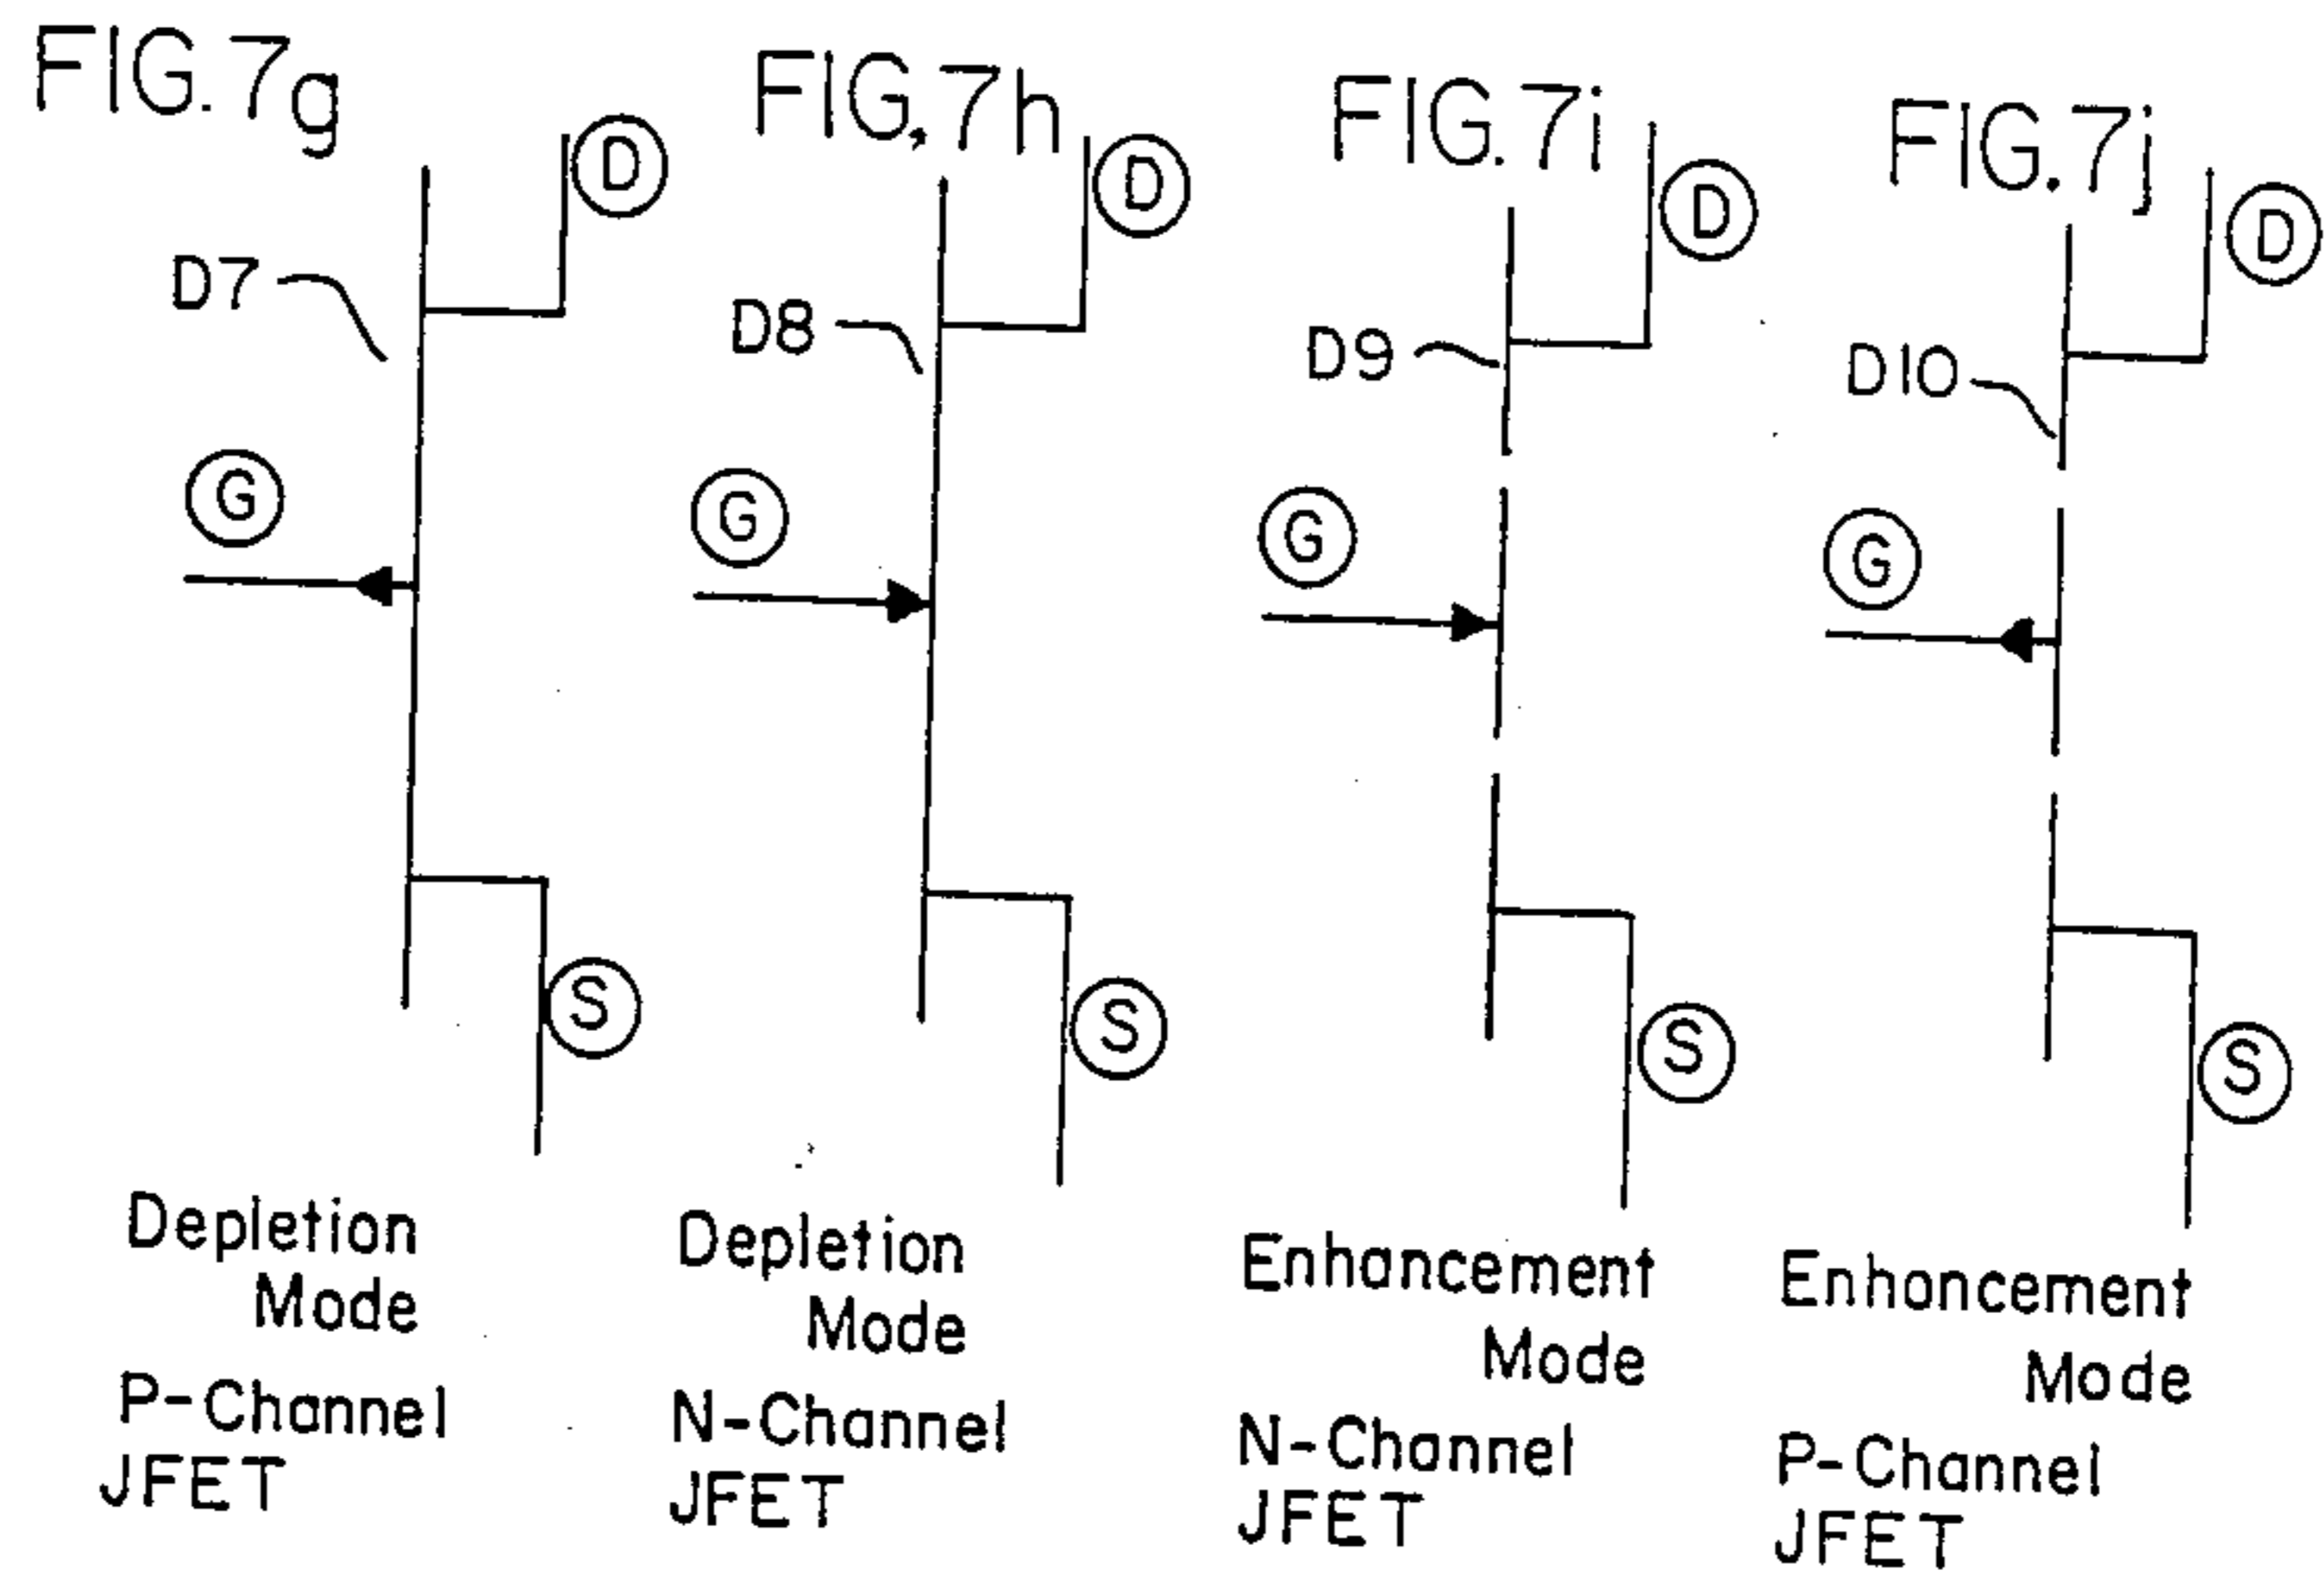 FIG. 7g
D
D7
G
S
Depletion
Mode
P-Channel
JFET
FIG, 7h
D
D8
G
S
Depletion
Mode
N-Channel
JFET
FIG. 7i
D
D9
G
S
Enhancement
Mode
N-Channel
JFET
FIG. 7j
D
D10
G
S
Enhancement
Mode
P-Channel
JFET